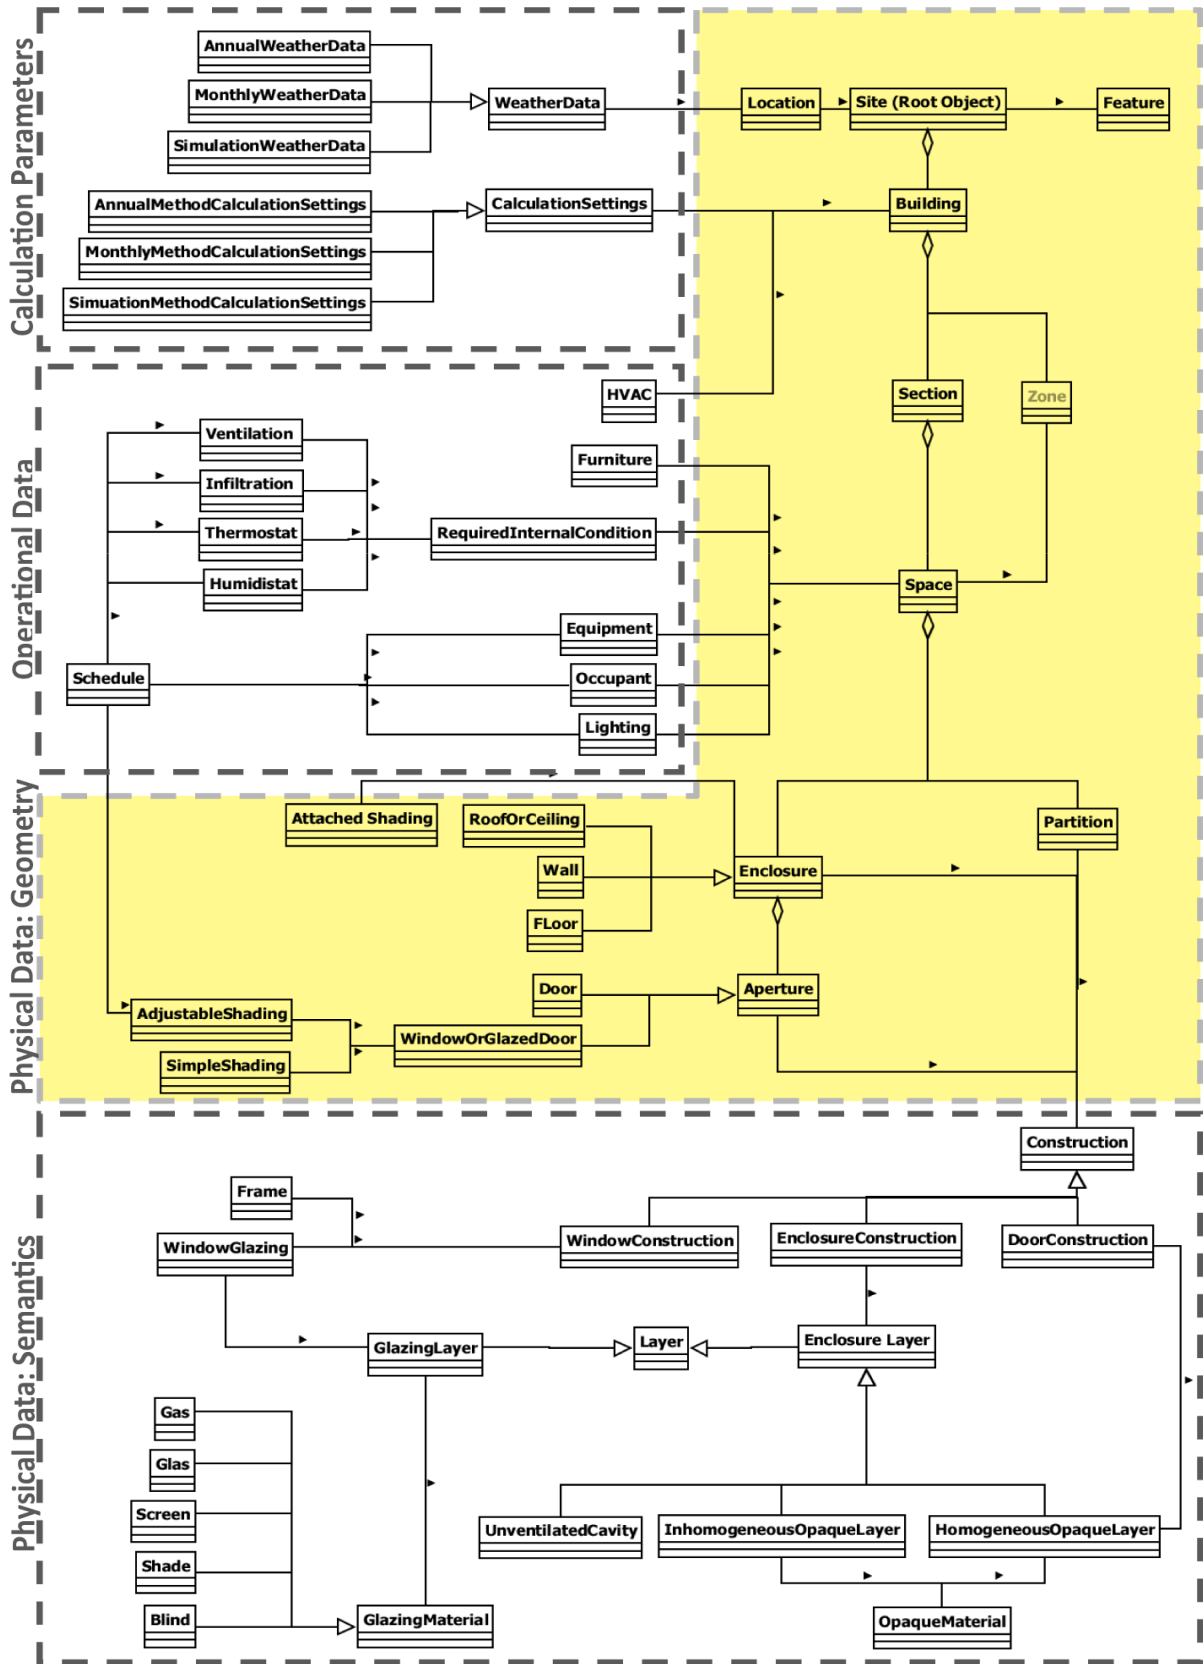 Calculation Parameters
AnnualWeatherData
MonthlyWeatherData
SimulationWeatherData
WeatherData
Location
Site (Root Object)
Feature
AnnualMethodCalculationSettings
MonthlyMethodCalculationSettings
SimuationMethodCalculationSettings
CalculationSettings
Building
Operational Data
HVAC
Section
Zone
Ventilation
Furniture
Infiltration
Thermostat
RequiredInternalCondition
Humidistat
Space
Equipment
Schedule
Occupant
Lighting
Physical Data: Geometry
Attached Shading
RoofOrCeiling
Partition
Wall
Enclosure
FLoor
Door
Aperture
AdjustableShading
WindowOrGlazedDoor
SimpleShading
Physical Data: Semantics
Construction
Frame
WindowGlazing
WindowConstruction
EnclosureConstruction
DoorConstruction
GlazingLayer
Layer
Enclosure Layer
Gas
Glas
Screen
Shade
Blind
GlazingMaterial
UnventilatedCavity
InhomogeneousOpaqueLayer
HomogeneousOpaqueLayer
OpaqueMaterial